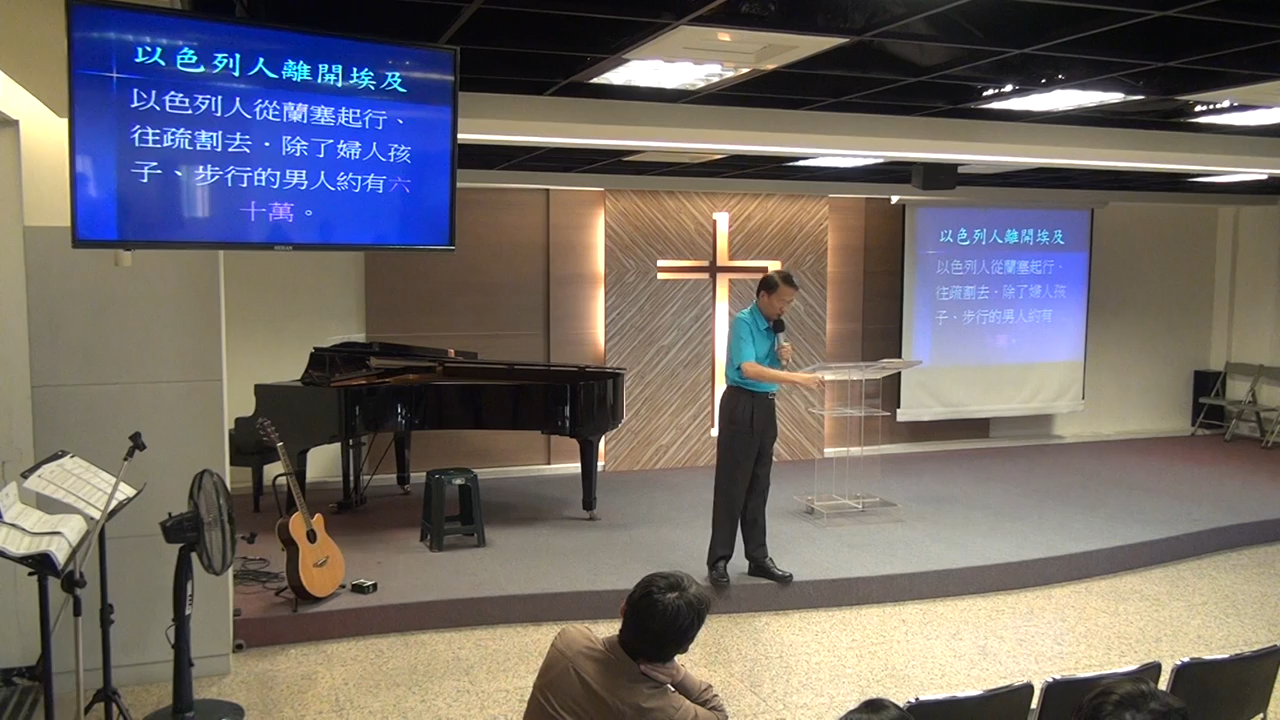 以色列人離開埃及
以色列人從蘭塞起行、
往疏割去．除了婦人孩
子、步行的男人約有六
十萬。
以色列人離開埃及
以色列人從蘭塞起行、
往疏割去．除了婦人孩
子、步行的男人約有